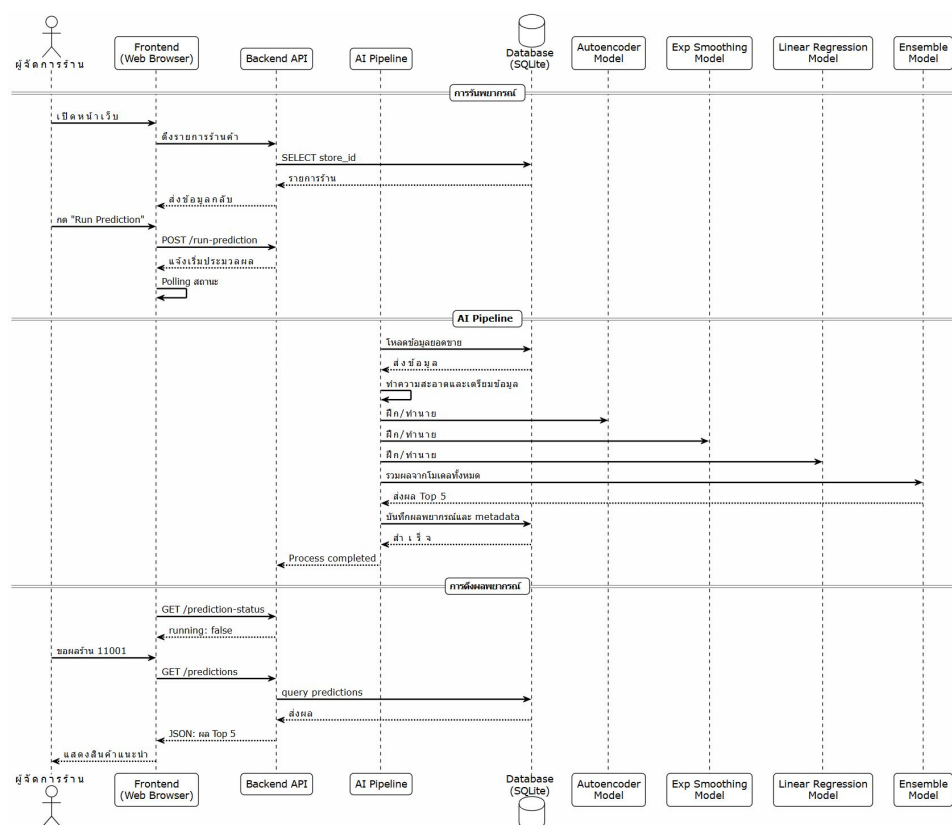 ผู้จัดการร้าน
Frontend
(Web Browser)
Backend API
AI Pipeline
Database
(SQLite)
Autoencoder
Model
Exp Smoothing
Model
Linear Regression
Model
Ensemble
Model
การรันพยากรณ์
เปิดหน้าเว็บ
ดึงรายการร้านค้า
SELECT store_id
รายการร้าน
ส่งข้อมูลกลับ
กด "Run Prediction"
POST /run-prediction
แจ้งเริ่มประมวลผล
Polling สถานะ
AI Pipeline
โหลดข้อมูลยอดขาย
ส่งข้อมูล
ทำความสะอาดและเตรียมข้อมูล
ฝึก/ทำนาย
ฝึก/ทำนาย
ฝึก/ทำนาย
รวมผลจากโมเดลทั้งหมด
ส่งผล Top 5
บันทึกผลพยากรณ์และ metadata
สำเร็จ
Process completed
การดึงผลพยากรณ์
GET /prediction-status
running: false
ขอผลร้าน 11001
GET /predictions
query predictions
ส่งผล
JSON: ผล Top 5
แสดงสินค้าแนะนำ
ผู้จัดการร้าน
Frontend
(Web Browser)
Backend API
AI Pipeline
Database
(SQLite)
Autoencoder
Model
Exp Smoothing
Model
Linear Regression
Model
Ensemble
Model